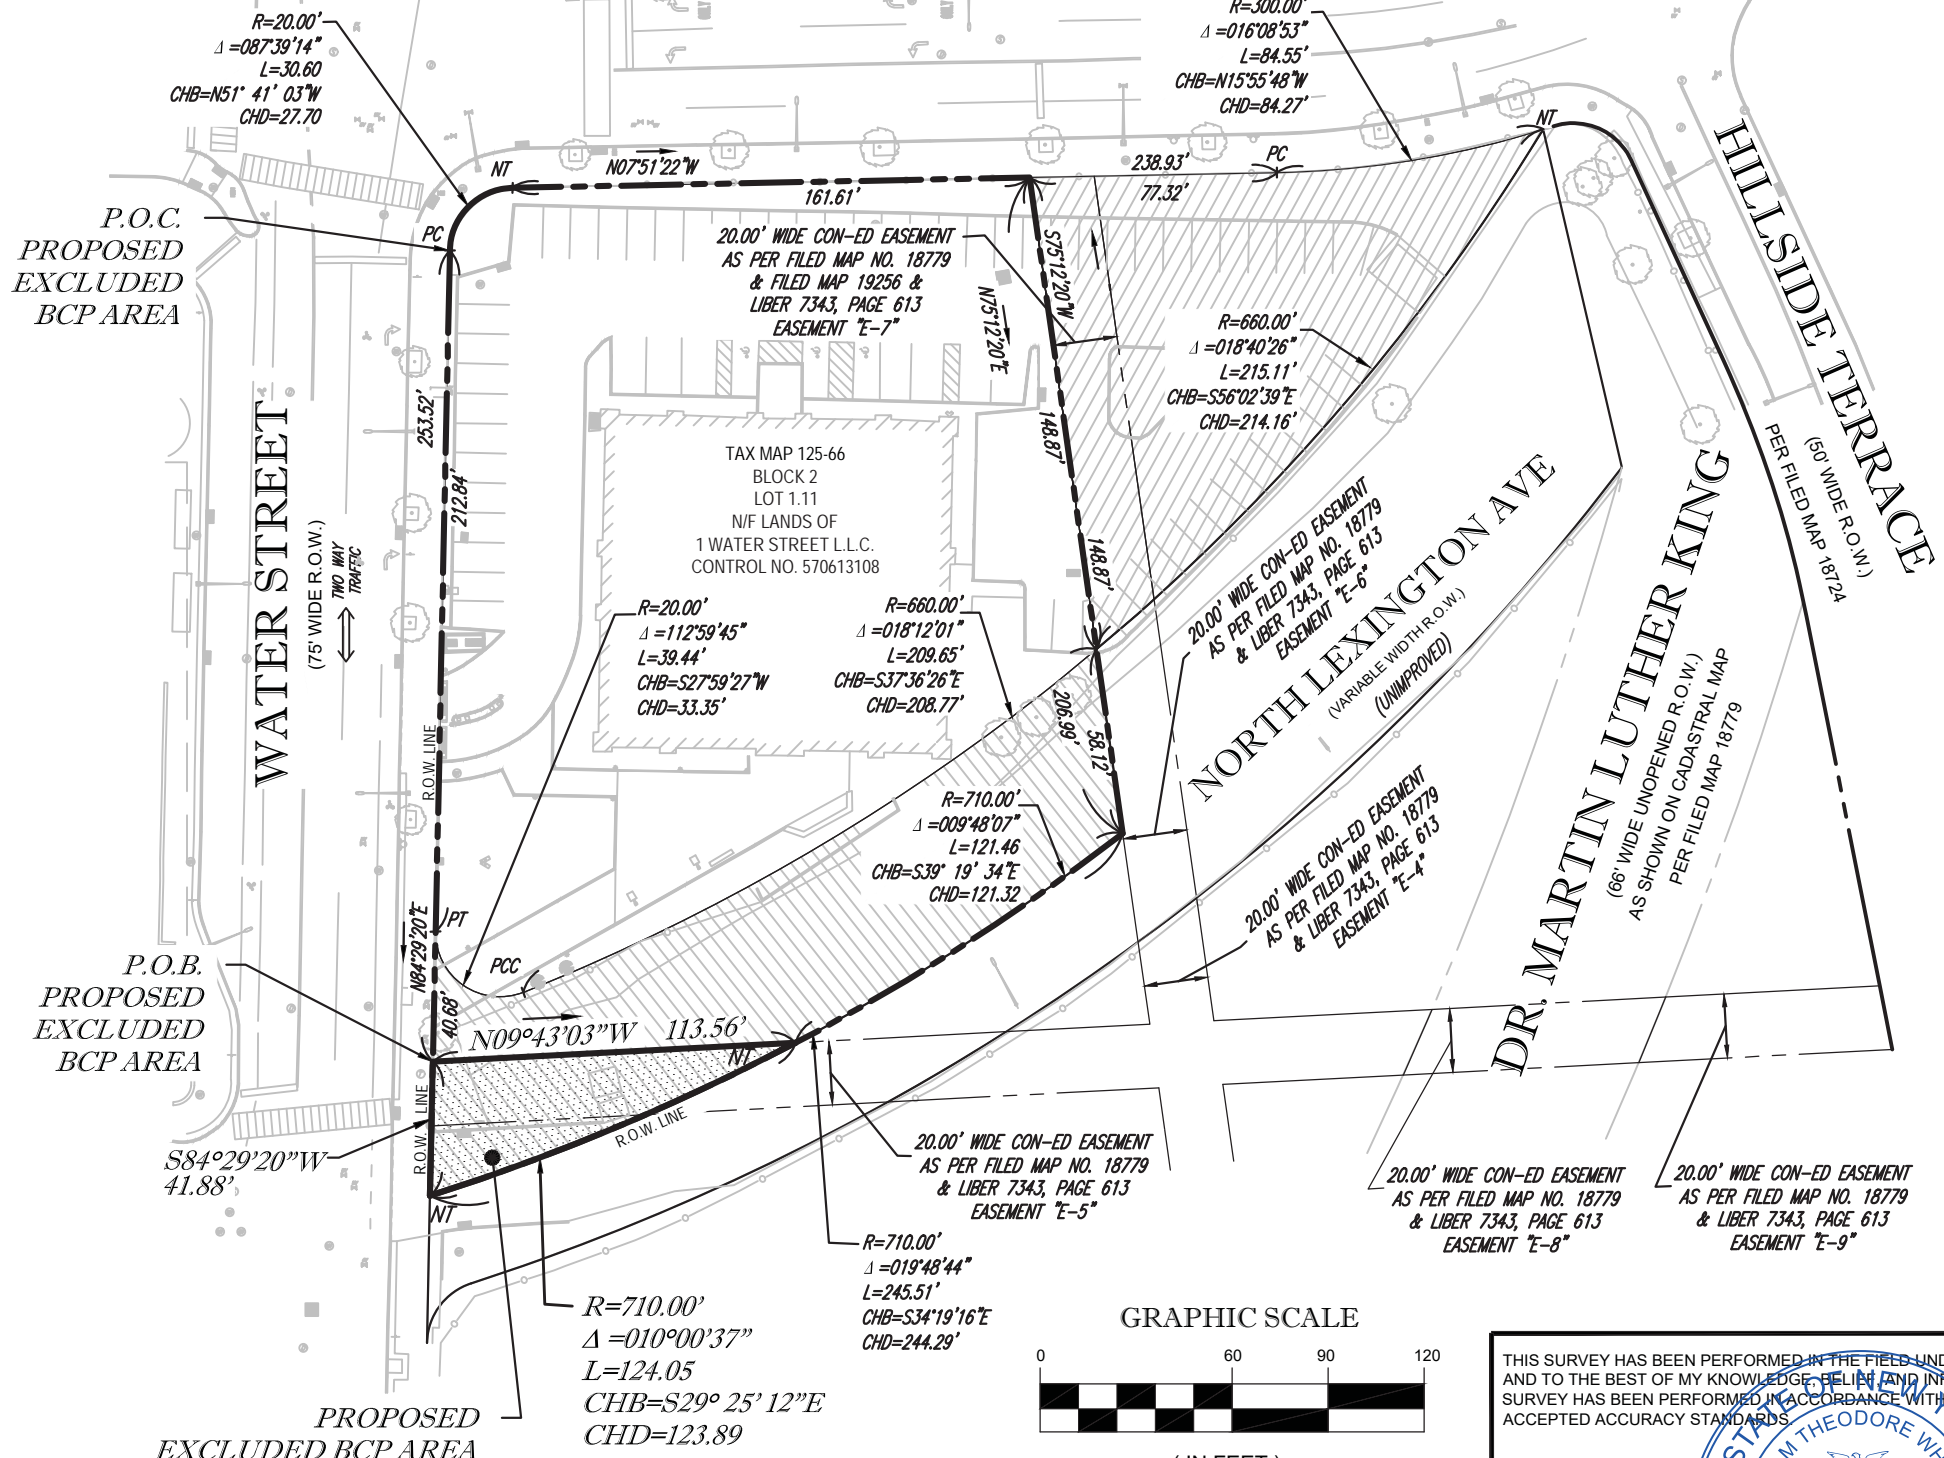 R=20.00'
Δ =087°39'14"
L=30.60
CHB=N51° 41' 03"W
CHD=27.70
R=300.00'
Δ =016°08'53"
L=84.55'
CHB=N15°55'48"W
CHD=84.27'
NT
N07°51'22"W
161.61'
238.93'
77.32'
PC
NT
HILLSIDE TERRACE
(50' WIDE R.O.W.)
PER FILED MAP 18724
P.O.C.
PROPOSED
EXCLUDED
BCP AREA
PC
20.00' WIDE CON-ED EASEMENT
AS PER FILED MAP NO. 18779
& FILED MAP 19256 &
LIBER 7343, PAGE 613
EASEMENT "E-7"
S75°12'20"W
N75°12'20"E
R=660.00'
Δ =018°40'26"
L=215.11'
CHB=S56°02'39"E
CHD=214.16'
253.52'
212.84'
148.87'
148.87'
WATER STREET
(75' WIDE R.O.W.)
TWO WAY
TRAFFIC
TAX MAP 125-66
BLOCK 2
LOT 1.11
N/F LANDS OF
1 WATER STREET L.L.C.
CONTROL NO. 570613108
R=20.00'
Δ =112°59'45"
L=39.44'
CHB=S27°59'27"W
CHD=33.35'
R=660.00'
Δ =018°12'01"
L=209.65'
CHB=S37°36'26"E
CHD=208.77'
20.00' WIDE CON-ED EASEMENT
AS PER FILED MAP NO. 18779
& LIBER 7343, PAGE 613
EASEMENT "E-6"
NORTH LEXINGTON AVE
(VARIABLE WIDTH R.O.W.)
(UNIMPROVED)
DR. MARTIN LUTHER KING
(66' WIDE UNOPENED R.O.W.)
AS SHOWN ON CADASTRAL MAP
PER FILED MAP 18779
206.99'
58.12'
R.O.W. LINE
R=710.00'
Δ =009°48'07"
L=121.46
CHB=S39° 19' 34"E
CHD=121.32
20.00' WIDE CON-ED EASEMENT
AS PER FILED MAP NO. 18779
& LIBER 7343, PAGE 613
EASEMENT "E-4"
N84°29'20"E
PT
PCC
40.68'
P.O.B.
PROPOSED
EXCLUDED
BCP AREA
N09°43'03"W 113.56'
NT
R.O.W. LINE
R.O.W. LINE
S84°29'20"W
41.88'
NT
20.00' WIDE CON-ED EASEMENT
AS PER FILED MAP NO. 18779
& LIBER 7343, PAGE 613
EASEMENT "E-5"
20.00' WIDE CON-ED EASEMENT
AS PER FILED MAP NO. 18779
& LIBER 7343, PAGE 613
EASEMENT "E-8"
20.00' WIDE CON-ED EASEMENT
AS PER FILED MAP NO. 18779
& LIBER 7343, PAGE 613
EASEMENT "E-9"
R=710.00'
Δ =019°48'44"
L=245.51'
CHB=S34°19'16"E
CHD=244.29'
R=710.00'
Δ =010°00'37"
L=124.05
CHB=S29° 25' 12"E
CHD=123.89
PROPOSED
EXCLUDED BCP AREA
GRAPHIC SCALE
0 60 90 120
( IN FEET )
THIS SURVEY HAS BEEN PERFORMED IN THE FIELD
AND TO THE BEST OF MY KNOWLEDGE, BELIEF, AND
SURVEY HAS BEEN PERFORMED IN ACCORDANCE WITH
ACCEPTED ACCURACY STANDARDS.
STATE OF NEW
THEODORE